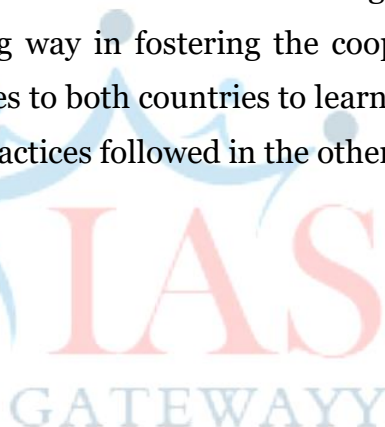 g way in fostering the coop
es to both countries to learn
actices followed in the other
IAS
GATEWAYY